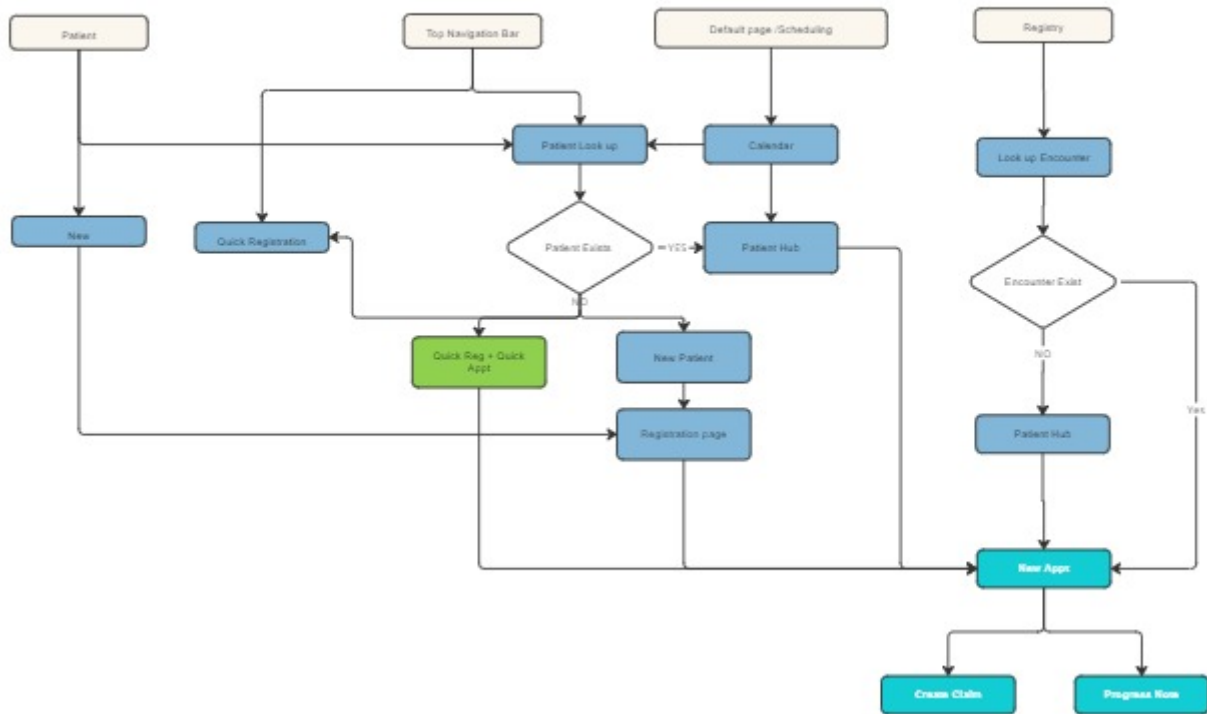 Patient
Top Navigation Bar
Default page /Scheduling
Registry
Patient Look up
Calendar
Look up Encounter
New
Quick Registration
Patient Exists
YES
Patient Hub
Encounter Exist
NO
Quick Reg + Quick
Appt
New Patient
NO
Yes
Registration page
Patient Hub
New Appt
Create Claim
Progress Note